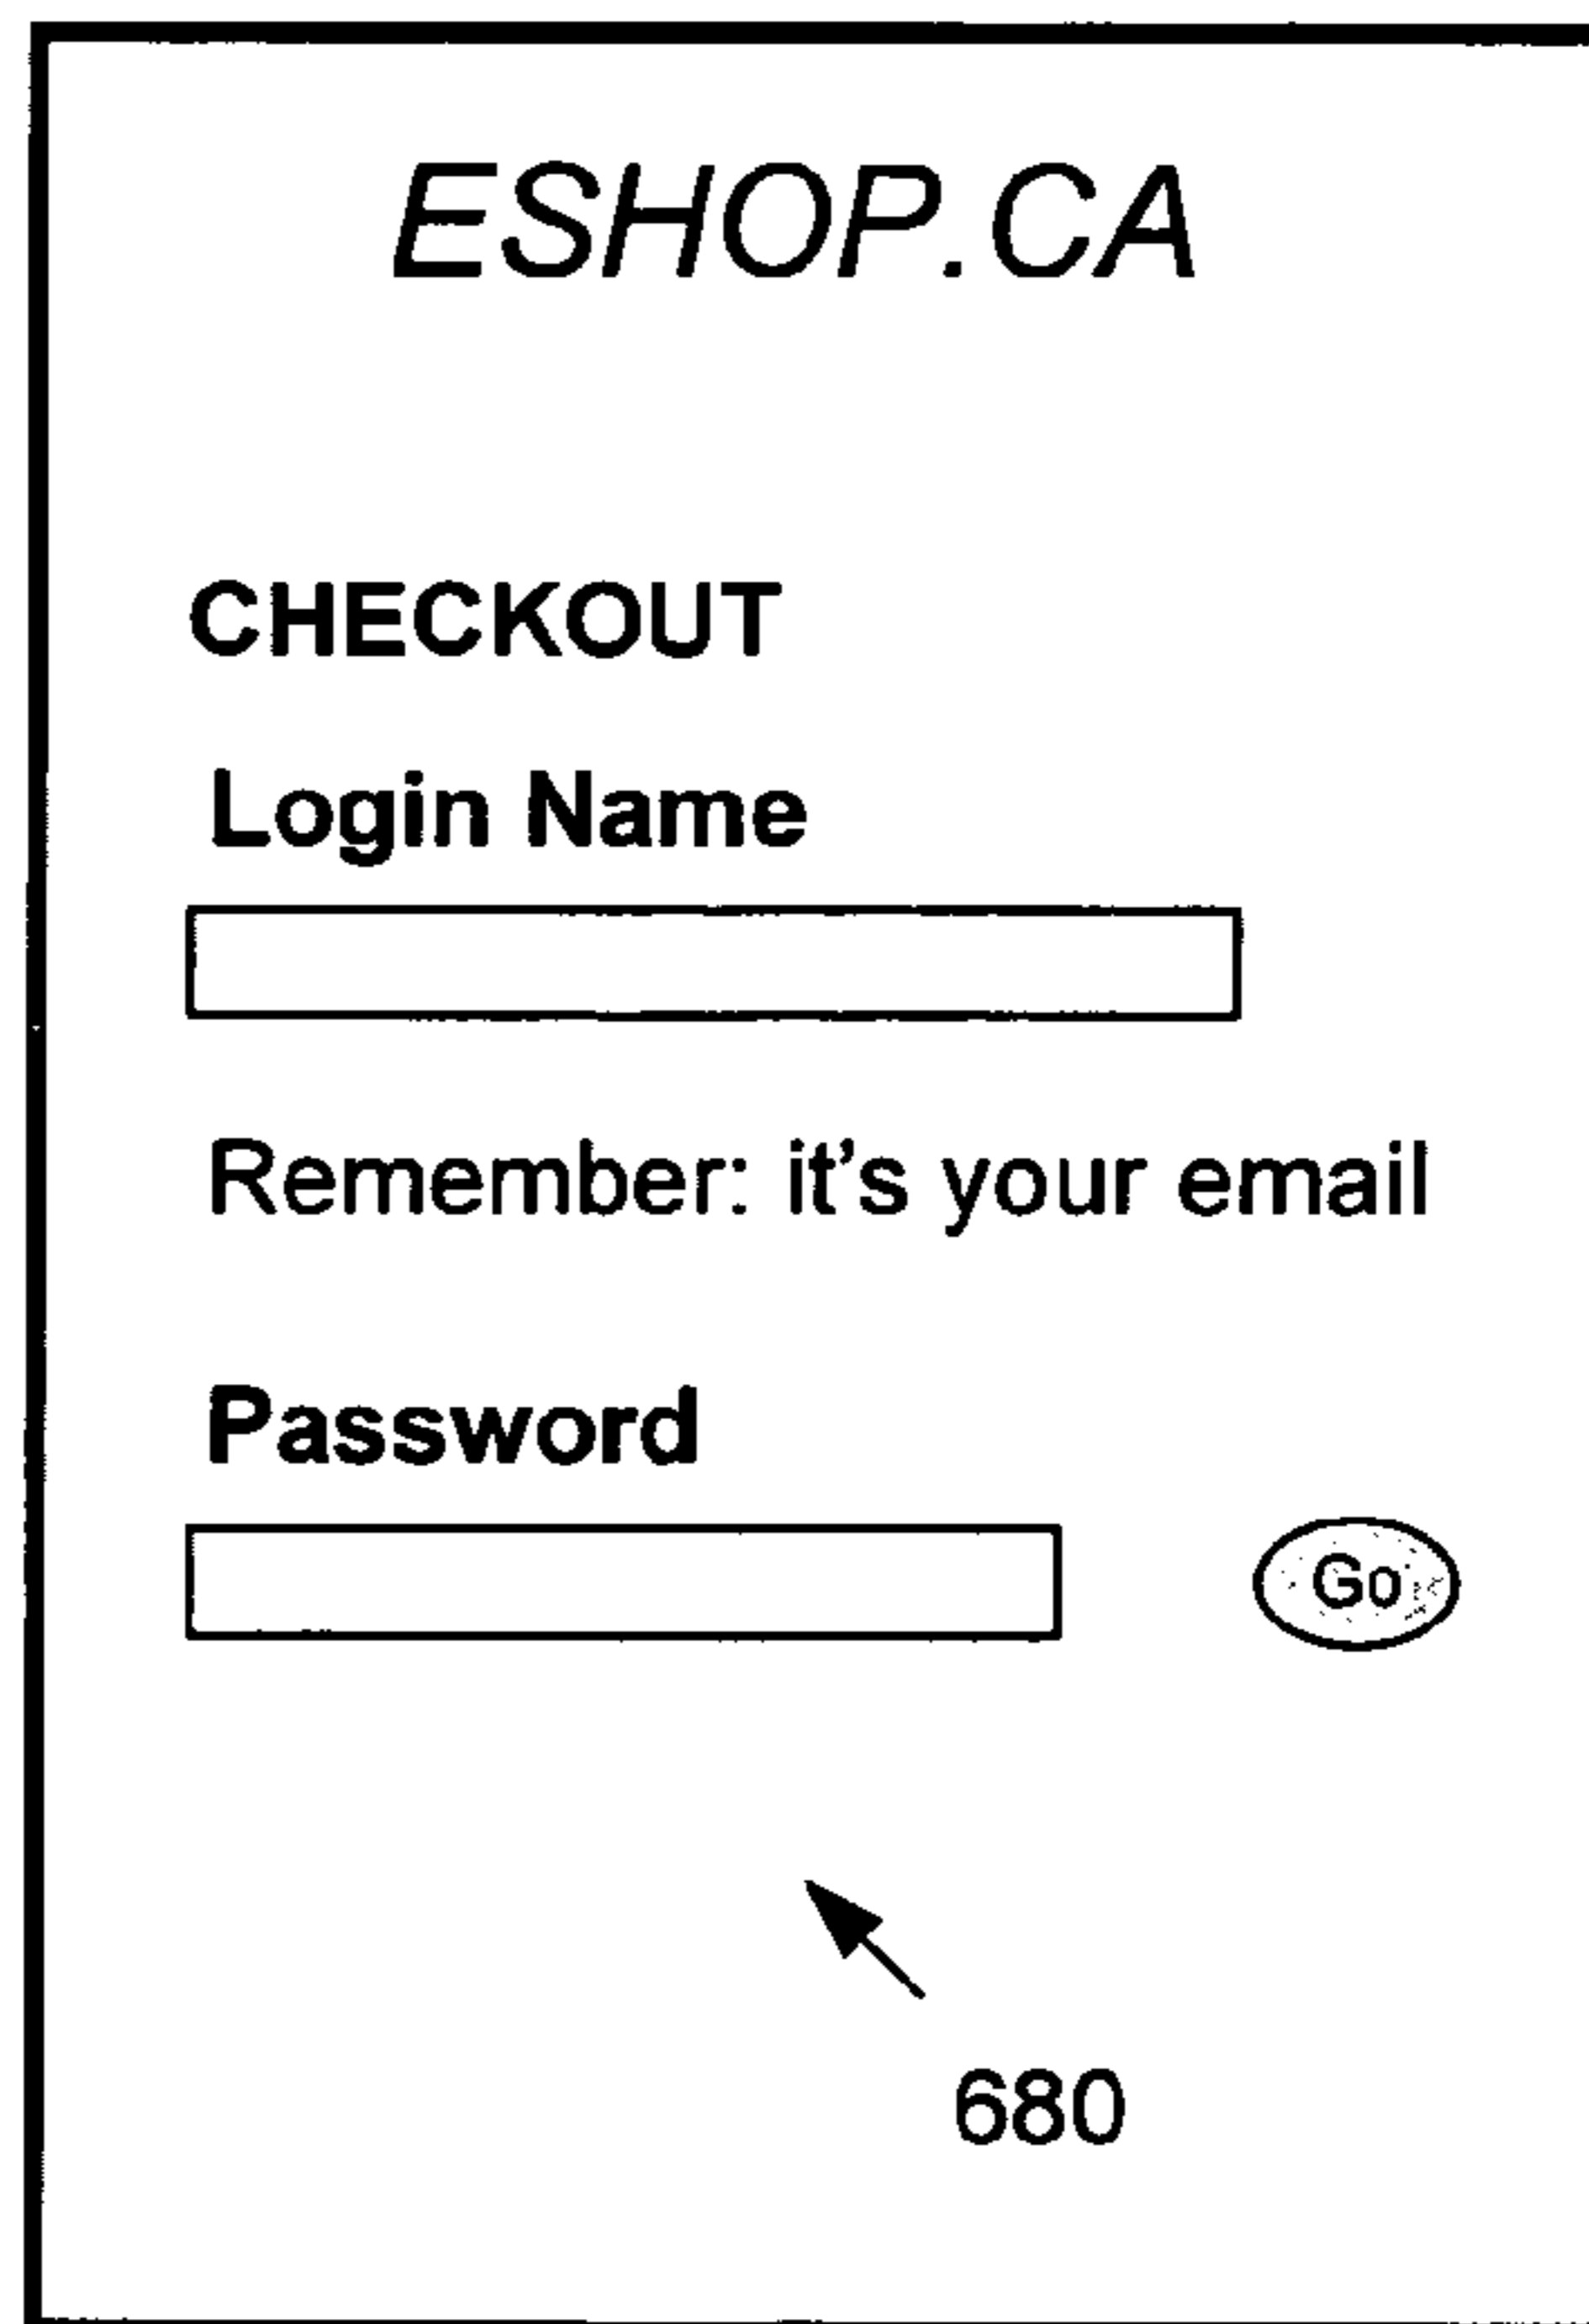 ESHOP.CA
CHECKOUT
Login Name
Remember: it's your email
Password
Go
680